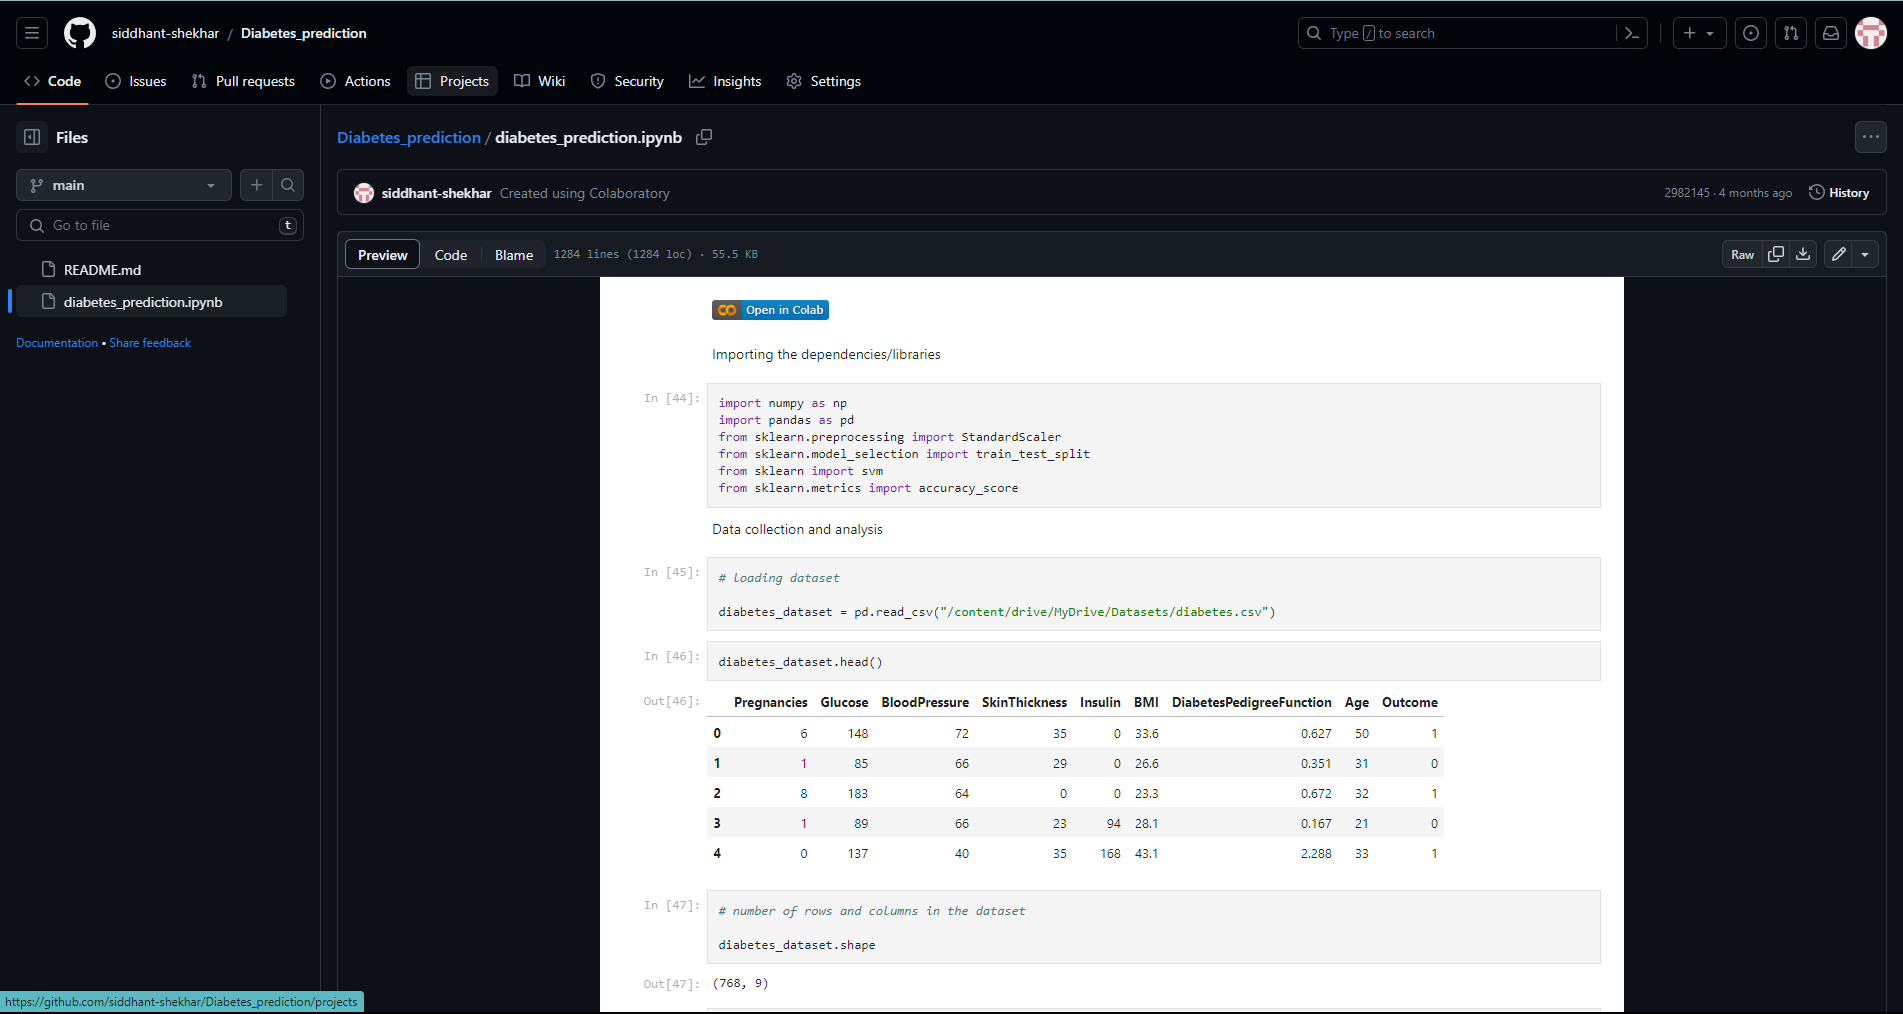 siddhant-shekhar / Diabetes_prediction
Type / to search
Code Issues Pull requests Actions Projects Wiki Security Insights Settings
Files
main
Go to file t
README.md
diabetes_prediction.ipynb
Documentation • Share feedback
Diabetes_prediction / diabetes_prediction.ipynb
siddhant-shekhar Created using Colaboratory
2982145 · 4 months ago History
Preview Code Blame 1284 lines (1284 loc) · 55.5 KB
Raw
Open in Colab
Importing the dependencies/libraries
In [44]:
import numpy as np
import pandas as pd
from sklearn.preprocessing import StandardScaler
from sklearn.model_selection import train_test_split
from sklearn import svm
from sklearn.metrics import accuracy_score
Data collection and analysis
In [45]:
# loading dataset
diabetes_dataset = pd.read_csv("/content/drive/MyDrive/Datasets/diabetes.csv")
In [46]:
diabetes_dataset.head()
Out[46]:
Pregnancies Glucose BloodPressure SkinThickness Insulin BMI DiabetesPedigreeFunction Age Outcome
0 6 148 72 35 0 33.6 0.627 50 1
1 1 85 66 29 0 26.6 0.351 31 0
2 8 183 64 0 0 23.3 0.672 32 1
3 1 89 66 23 94 28.1 0.167 21 0
4 0 137 40 35 168 43.1 2.288 33 1
In [47]:
# number of rows and columns in the dataset
diabetes_dataset.shape
Out[47]:
(768, 9)
https://github.com/siddhant-shekhar/Diabetes_prediction/projects